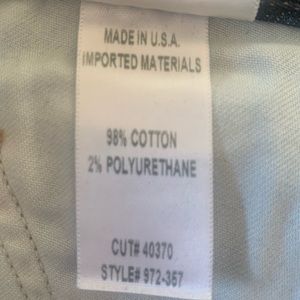 MADE IN U.S.A.
IMPORTED MATERIALS
98% COTTON
2% POLYURETHANE
CUT# 40370
STYLE# 972-357